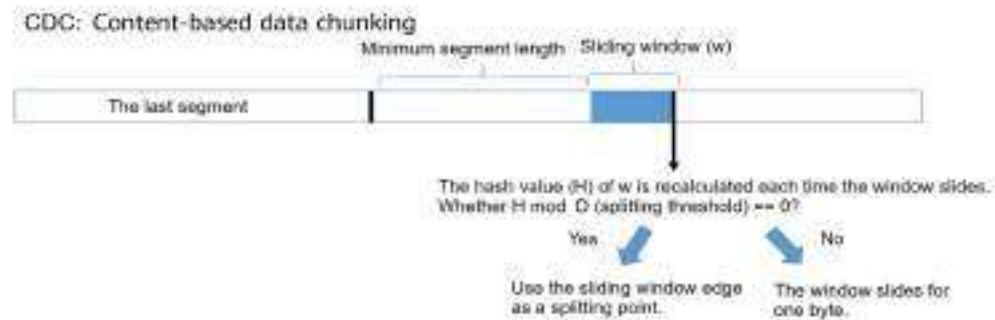 CDC: Content-based data chunking
Minimum segment length
Sliding window (w)
The last segment
The hash value (H) of w is recalculated each time the window slides.
Whether H mod D (splitting threshold) == 0?
Yes
No
Use the sliding window edge
as a splitting point.
The window slides for
one byte.